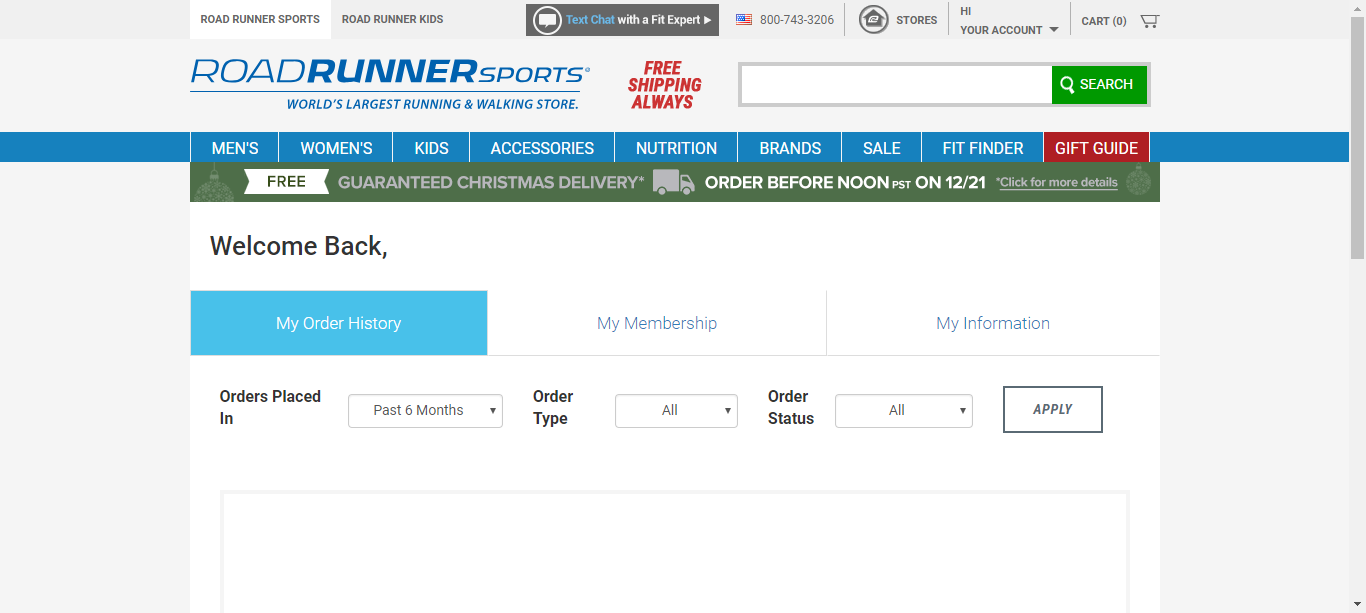 ROAD RUNNER SPORTS
ROAD RUNNER KIDS
Text Chat with a Fit Expert ▶
800-743-3206
STORES
HI
YOUR ACCOUNT
CART (0)
ROADRUNNERSPORTS®
WORLD'S LARGEST RUNNING & WALKING STORE.
FREE
SHIPPING
ALWAYS
SEARCH
MEN'S
WOMEN'S
KIDS
ACCESSORIES
NUTRITION
BRANDS
SALE
FIT FINDER
GIFT GUIDE
FREE GUARANTEED CHRISTMAS DELIVERY* ORDER BEFORE NOON PST ON 12/21 *Click for more details
Welcome Back,
My Order History
My Membership
My Information
Orders Placed
In
Past 6 Months
Order
Type
All
Order
Status
All
APPLY